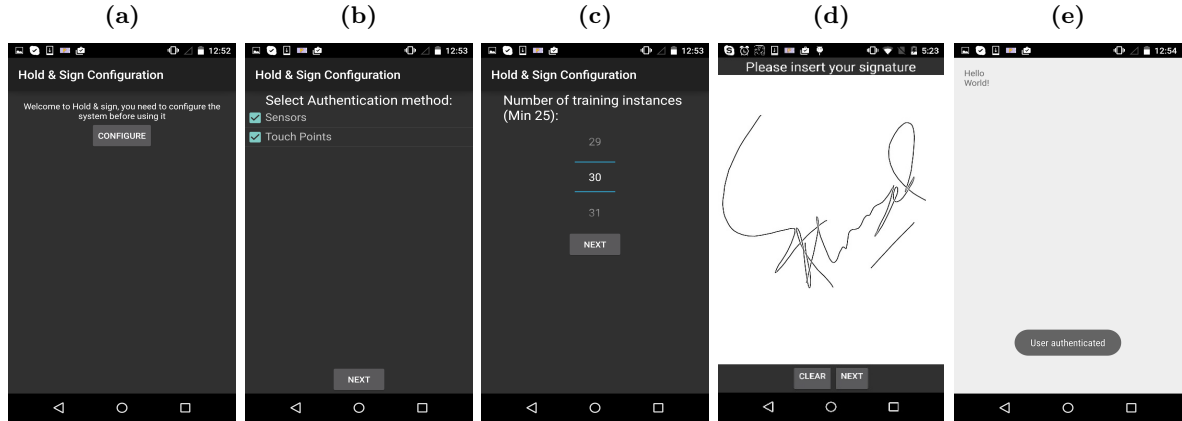 (a)
12:52
Hold & Sign Configuration
Welcome to Hold & sign, you need to configure the
system before using it
CONFIGURE
(b)
12:53
Hold & Sign Configuration
Select Authentication method:
Sensors
Touch Points
NEXT
(c)
12:53
Hold & Sign Configuration
Number of training instances
(Min 25):
29
30
31
NEXT
(d)
5:23
Please insert your signature
CLEAR NEXT
(e)
12:54
Hello
World!
User authenticated